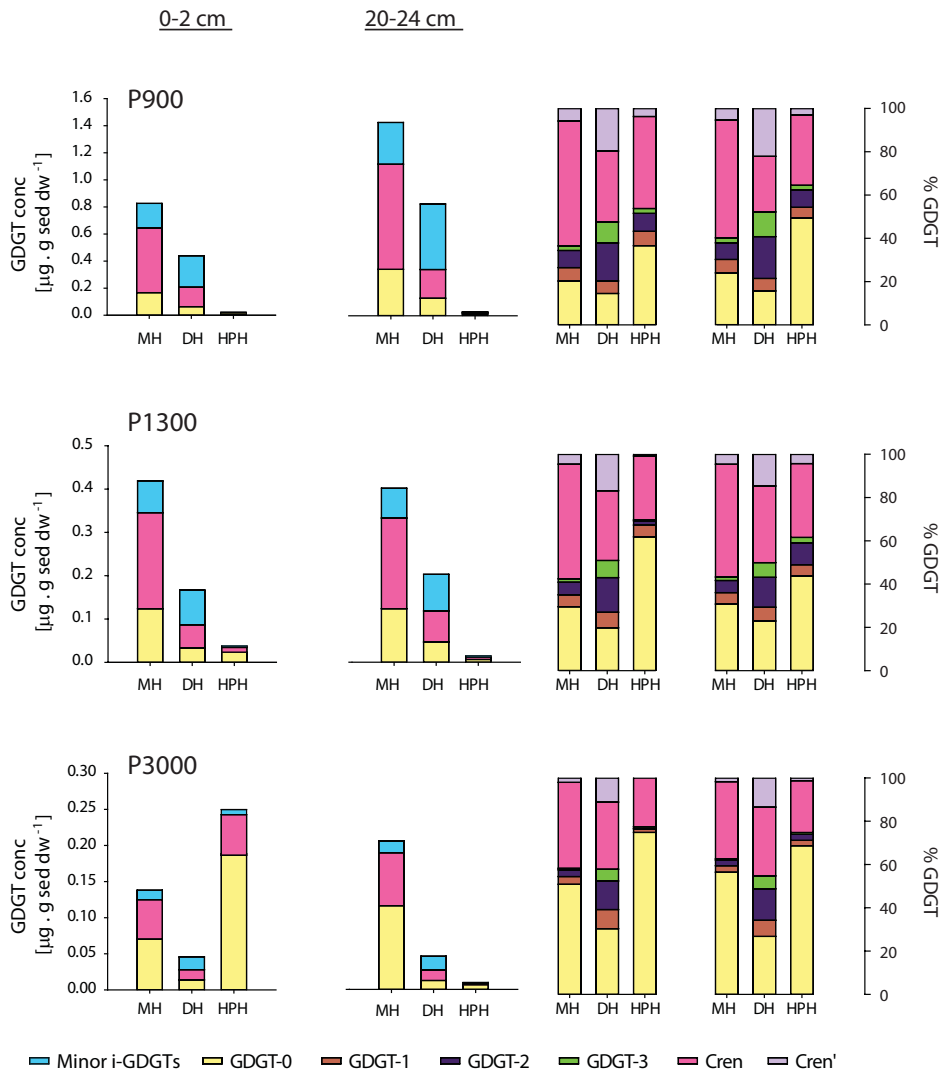 0-2 cm 20-24 cm
P900
GDGT conc
[µg . g sed dw⁻¹]
1.6
1.4
1.2
1.0
0.8
0.6
0.4
0.2
0.0
MH DH HPH MH DH HPH MH DH HPH MH DH HPH
100
80
60
40
20
0
% GDGT
P1300
GDGT conc
[µg . g sed dw⁻¹]
0.5
0.4
0.3
0.2
0.1
0.0
MH DH HPH MH DH HPH MH DH HPH MH DH HPH
100
80
60
40
20
0
% GDGT
P3000
GDGT conc
[µg . g sed dw⁻¹]
0.30
0.25
0.20
0.15
0.10
0.05
0.00
MH DH HPH MH DH HPH MH DH HPH MH DH HPH
100
80
60
40
20
0
% GDGT
Minor i-GDGTs GDGT-0 GDGT-1 GDGT-2 GDGT-3 Cren Cren'